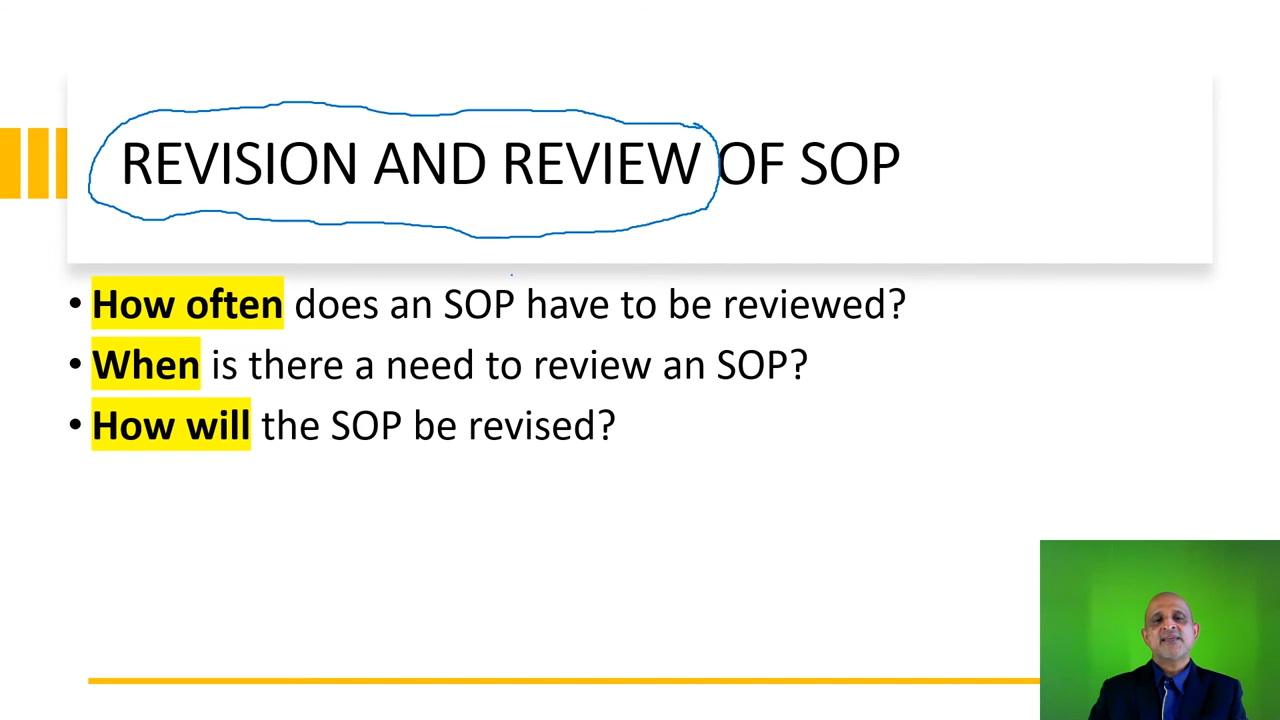 REVISION AND REVIEW OF SOP
• How often does an SOP have to be reviewed?
• When is there a need to review an SOP?
• How will the SOP be revised?